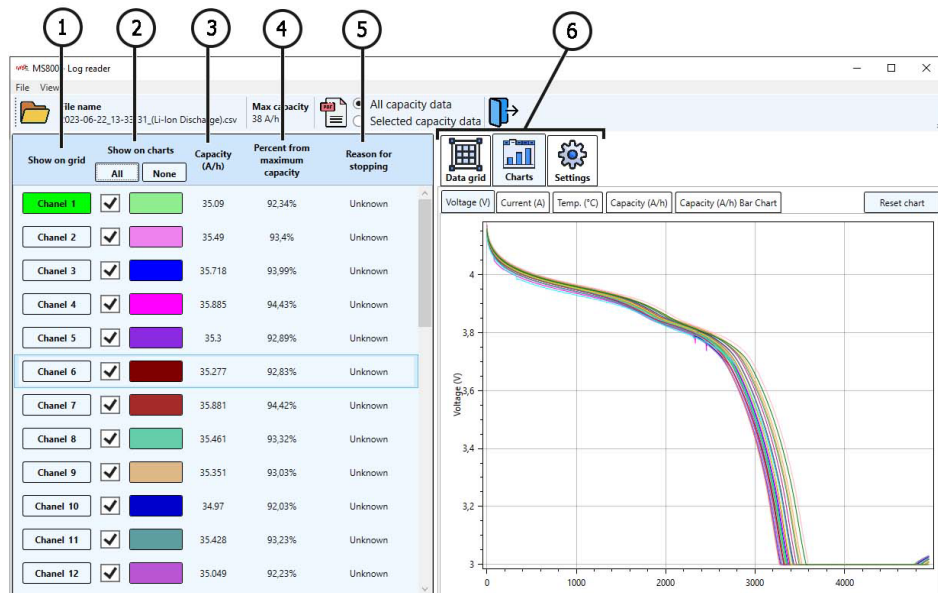 1 2 3 4 5 6
MS800 - Log reader
File View
File name
2023-06-22_13-33-31_(Li-Ion Discharge).csv
Max capacity
38 A/h
PDF
All capacity data
Selected capacity data
Show on grid
Show on charts
All None
Capacity
(A/h)
Percent from
maximum
capacity
Reason for
stopping
Data grid Charts Settings
Voltage (V) Current (A) Temp. (°C) Capacity (A/h) Capacity (A/h) Bar Chart Reset chart
Chanel 1 35.09 92,34% Unknown
Chanel 2 35.49 93,4% Unknown
Chanel 3 35.718 93,99% Unknown
Chanel 4 35.885 94,43% Unknown
Chanel 5 35.3 92,89% Unknown
Chanel 6 35.277 92,83% Unknown
Chanel 7 35.881 94,42% Unknown
Chanel 8 35.461 93,32% Unknown
Chanel 9 35.351 93,03% Unknown
Chanel 10 34.97 92,03% Unknown
Chanel 11 35.428 93,23% Unknown
Chanel 12 35.049 92,23% Unknown
Voltage (V)
4
3,8
3,6
3,4
3,2
3
0 1000 2000 3000 4000